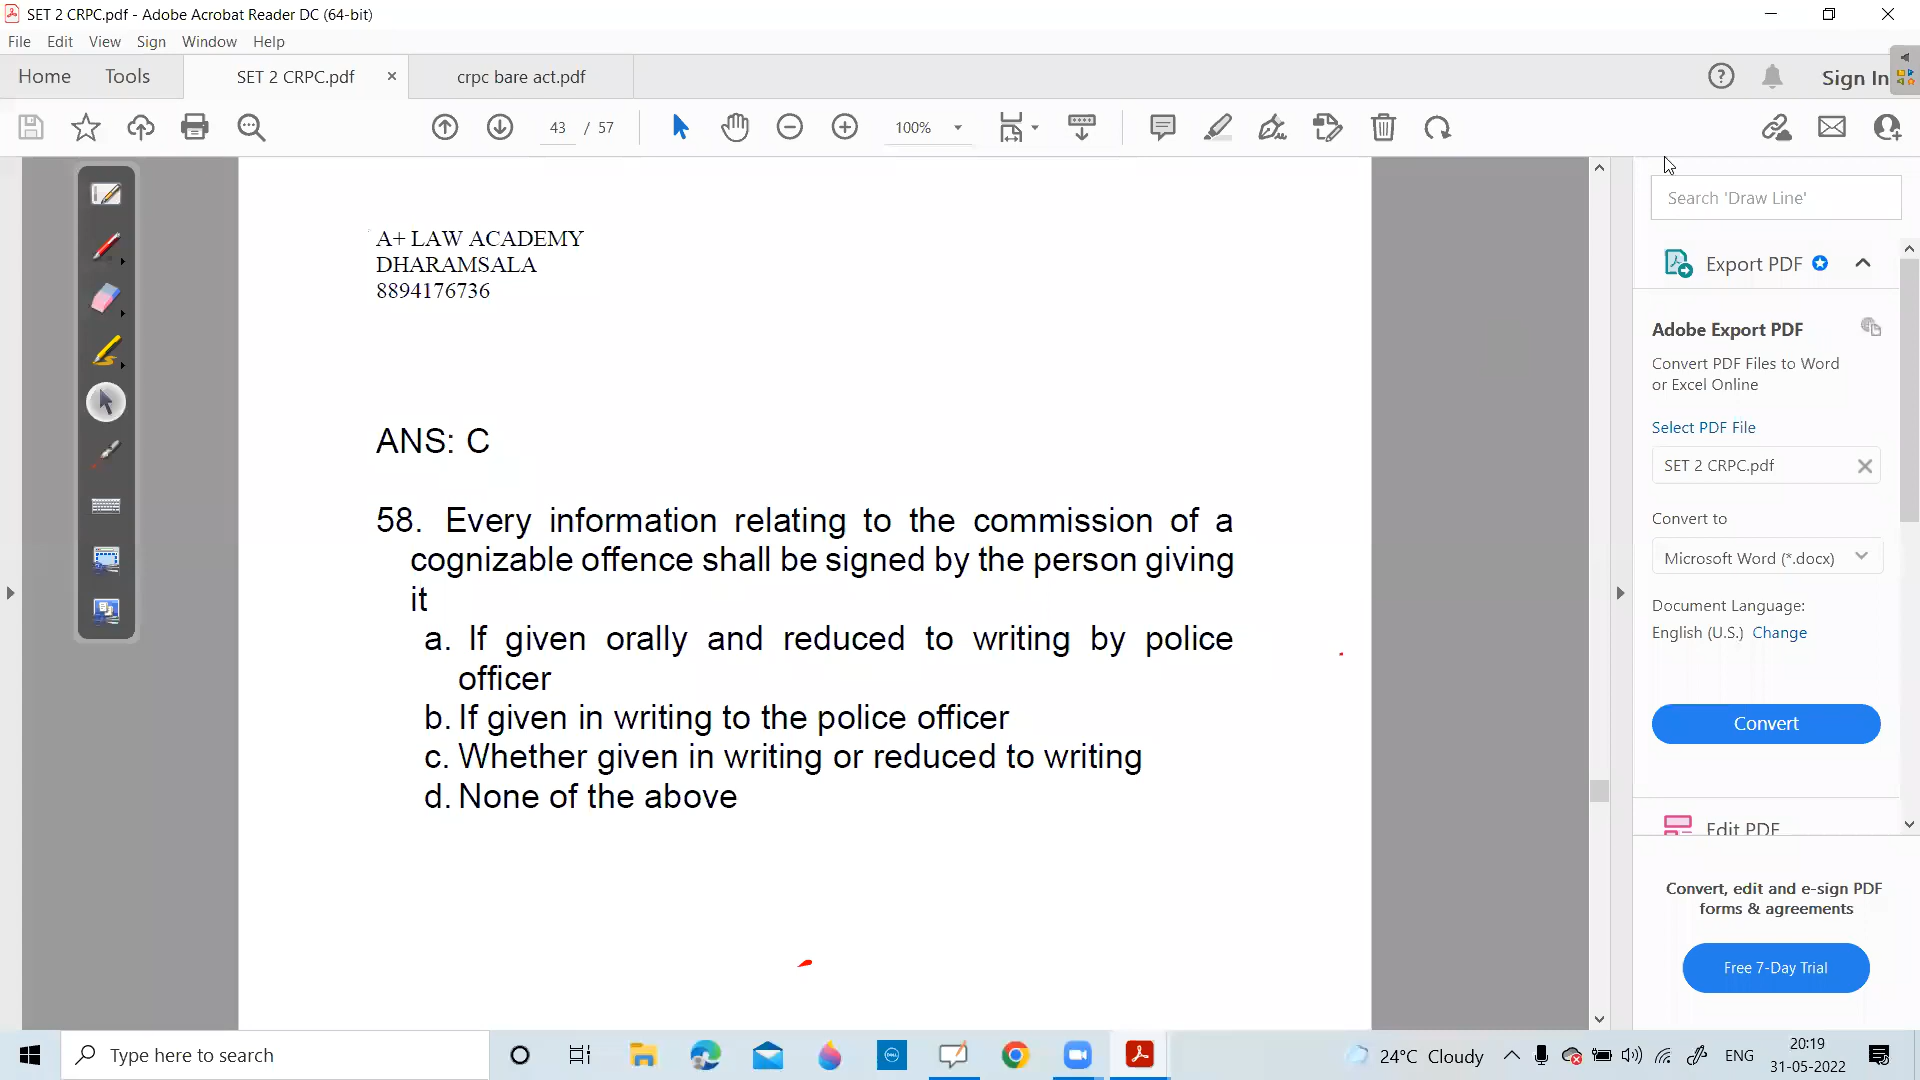 SET 2 CRPC.pdf - Adobe Acrobat Reader DC (64-bit)
File Edit View Sign Window Help
Home Tools SET 2 CRPC.pdf × crpc bare act.pdf Sign In
43 / 57 100%
A+ LAW ACADEMY
DHARAMSALA
8894176736
ANS: C
58. Every information relating to the commission of a
cognizable offence shall be signed by the person giving
it
a. If given orally and reduced to writing by police
officer
b. If given in writing to the police officer
c. Whether given in writing or reduced to writing
d. None of the above
Search 'Draw Line'
Export PDF
Adobe Export PDF
Convert PDF Files to Word
or Excel Online
Select PDF File
SET 2 CRPC.pdf
Convert to
Microsoft Word (*.docx)
Document Language:
English (U.S.) Change
Convert
Edit PDF
Convert, edit and e-sign PDF
forms & agreements
Free 7-Day Trial
Type here to search
24°C Cloudy
ENG
20:19
31-05-2022